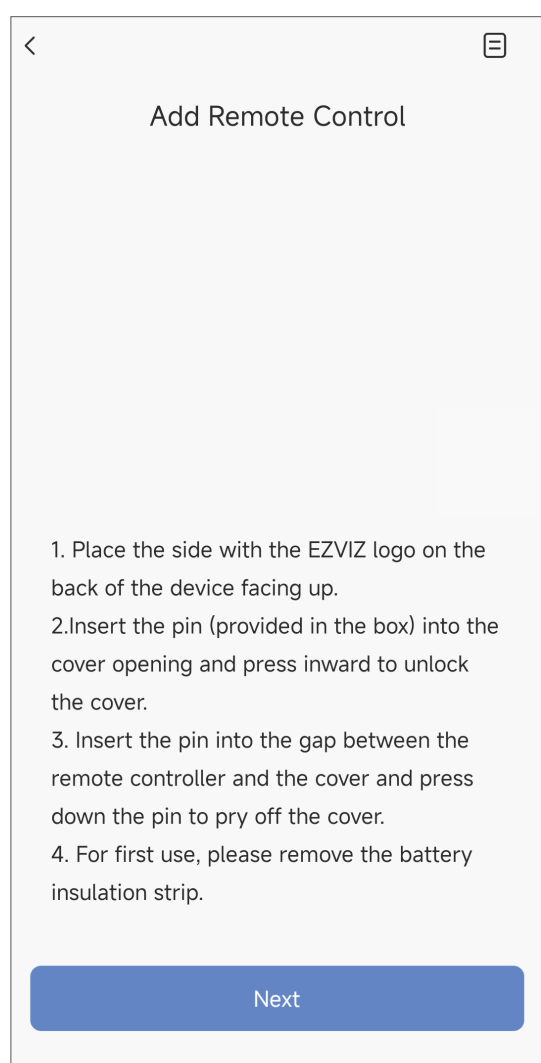 Add Remote Control
1. Place the side with the EZVIZ logo on the
back of the device facing up.
2.Insert the pin (provided in the box) into the
cover opening and press inward to unlock
the cover.
3. Insert the pin into the gap between the
remote controller and the cover and press
down the pin to pry off the cover.
4. For first use, please remove the battery
insulation strip.
Next